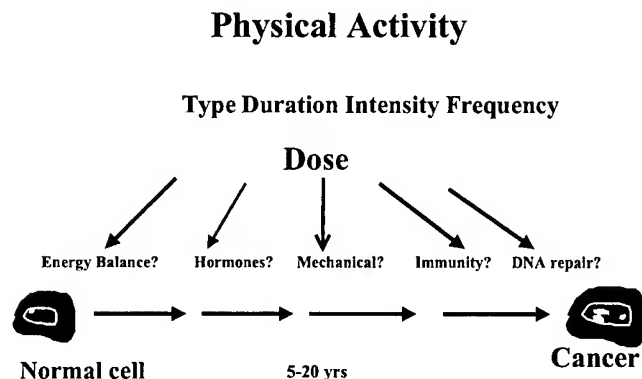 Physical Activity
Type Duration Intensity Frequency
Dose
Energy Balance? Hormones? Mechanical? Immunity? DNA repair?
Normal cell 5-20 yrs Cancer